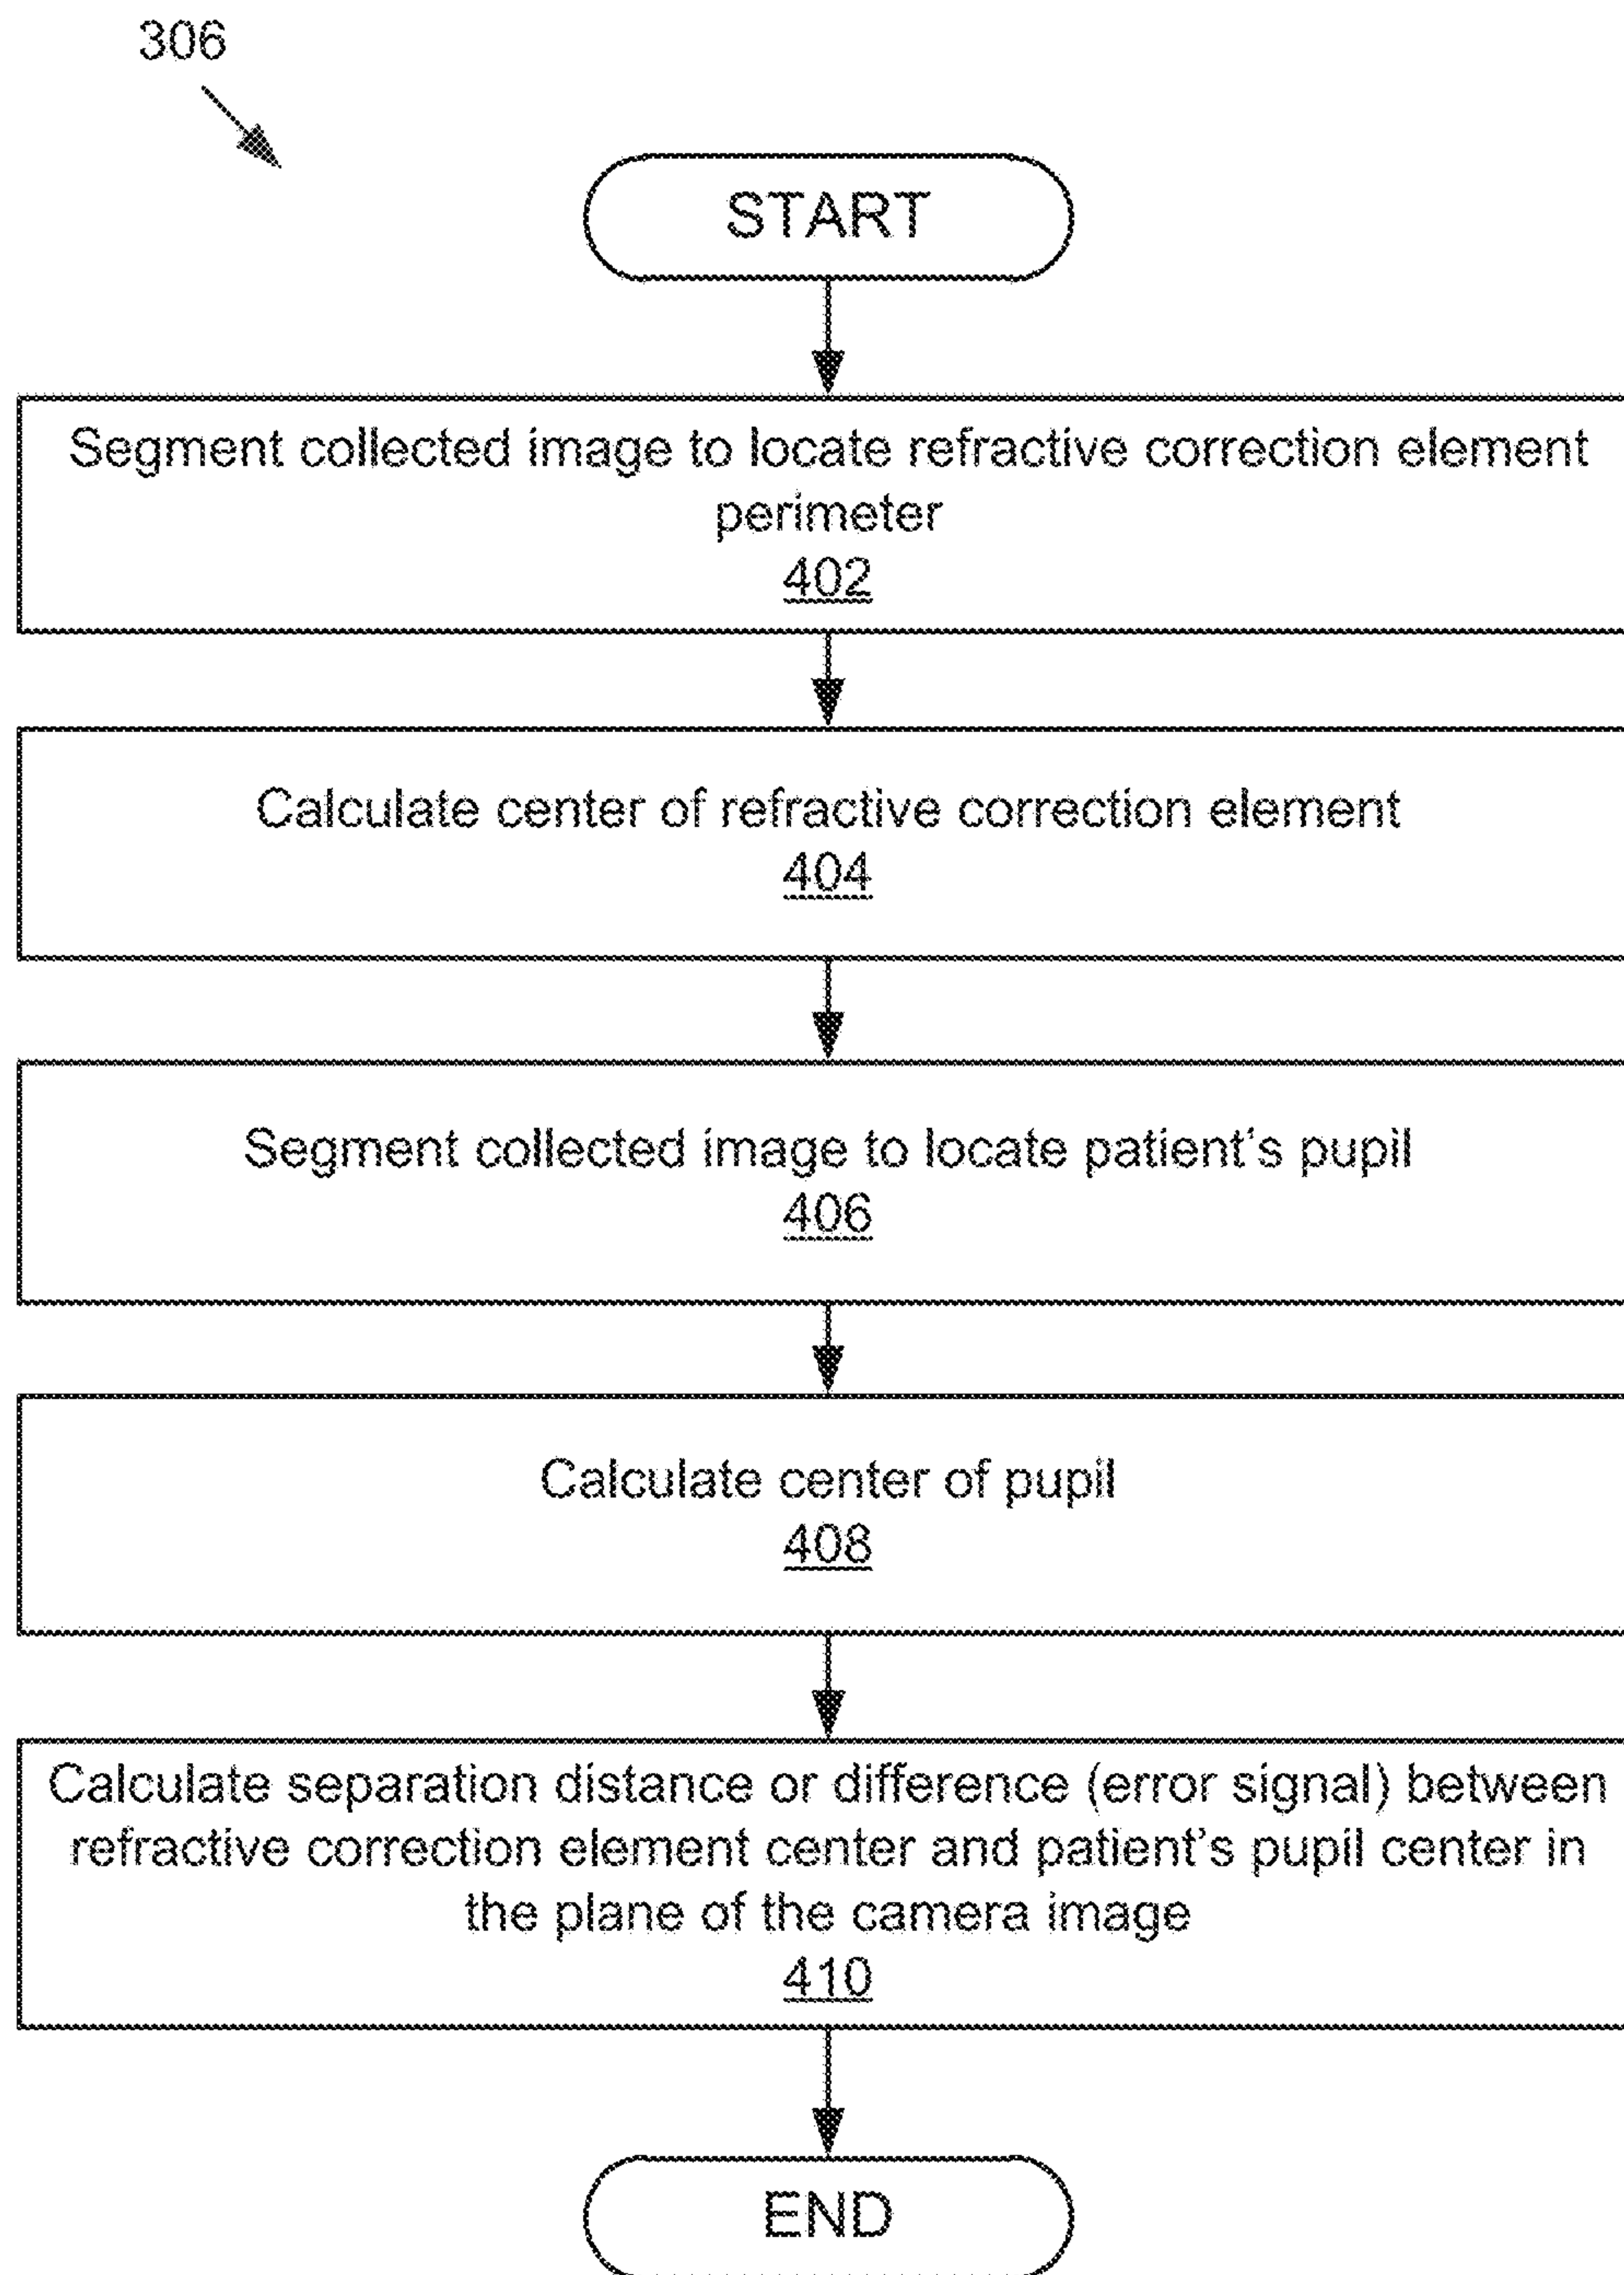 306
START
Segment collected image to locate refractive correction element
perimeter
402
Calculate center of refractive correction element
404
Segment collected image to locate patient's pupil
406
Calculate center of pupil
408
Calculate separation distance or difference (error signal) between
refractive correction element center and patient's pupil center in
the plane of the camera image
410
END